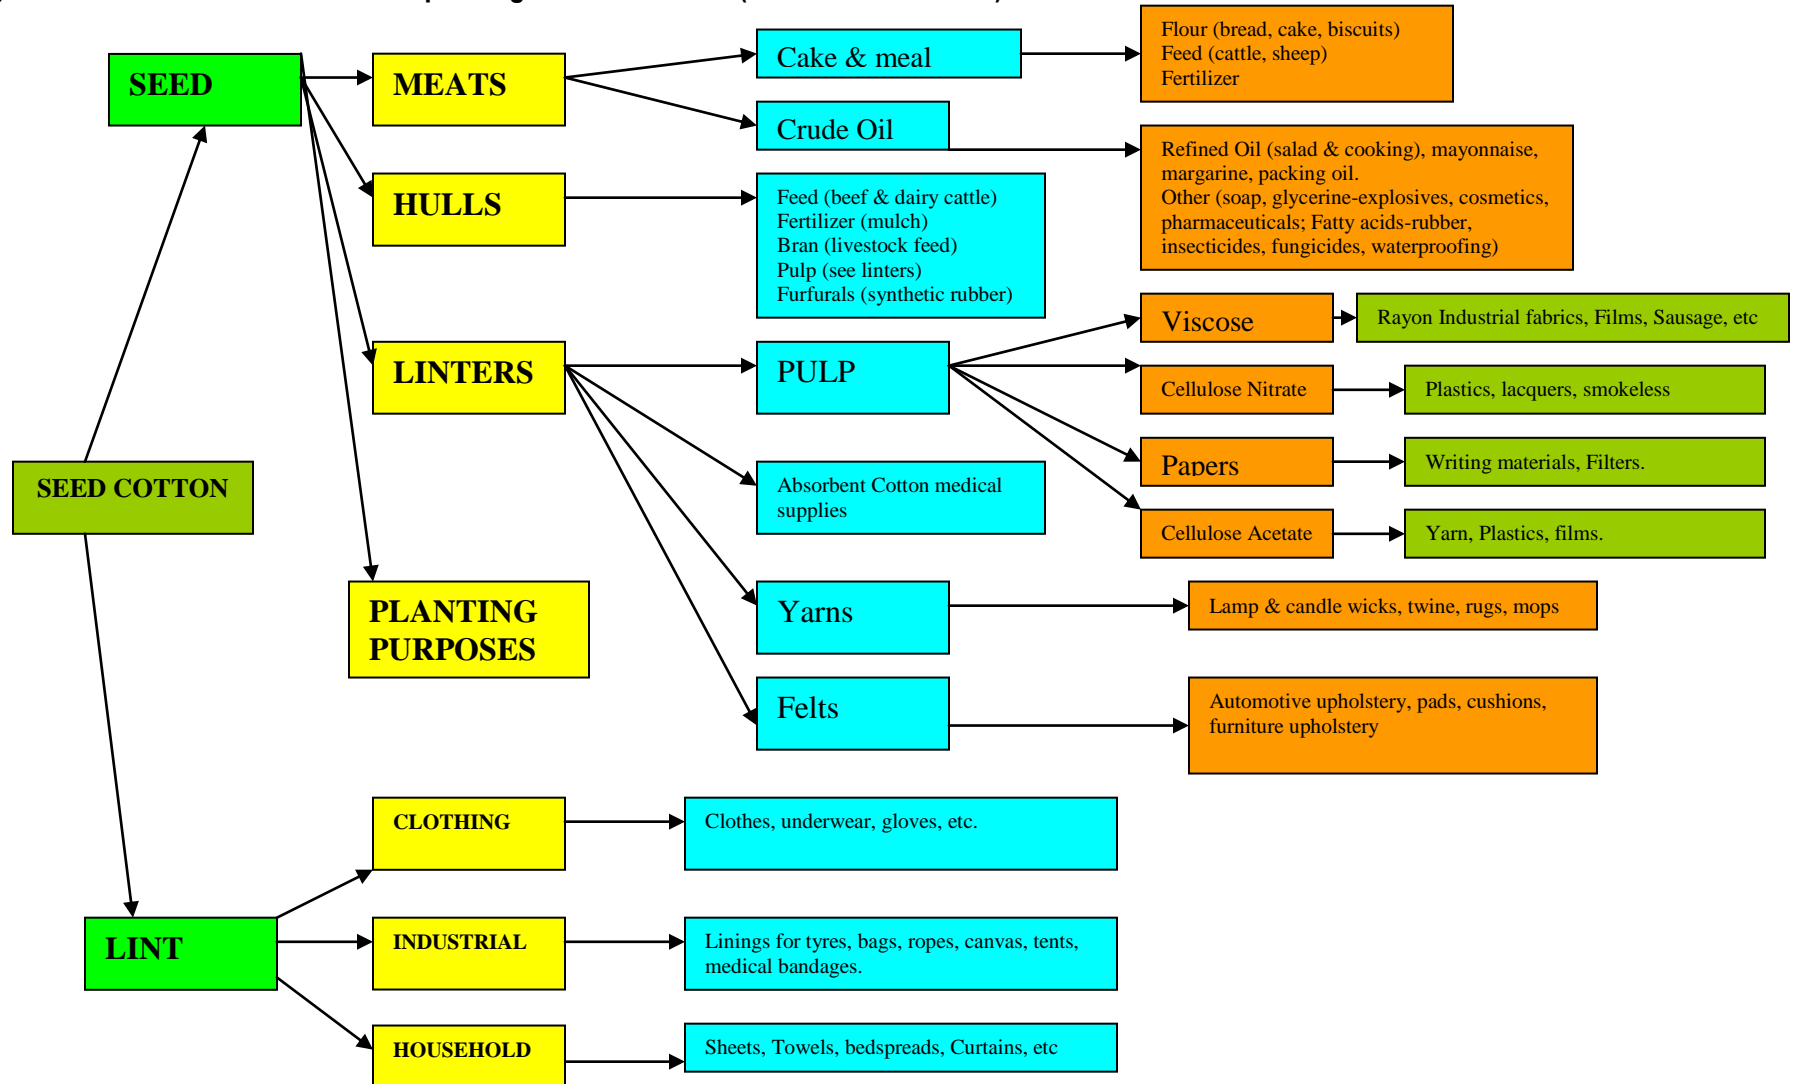 SEED
MEATS
Cake & meal
Flour (bread, cake, biscuits)
Feed (cattle, sheep)
Fertilizer
Crude Oil
Refined Oil (salad & cooking), mayonnaise,
margarine, packing oil.
Other (soap, glycerine-explosives, cosmetics,
pharmaceuticals; Fatty acids-rubber,
insecticides, fungicides, waterproofing)
HULLS
Feed (beef & dairy cattle)
Fertilizer (mulch)
Bran (livestock feed)
Pulp (see linters)
Furfurals (synthetic rubber)
LINTERS
PULP
Viscose
Rayon Industrial fabrics, Films, Sausage, etc
Cellulose Nitrate
Plastics, lacquers, smokeless
Papers
Writing materials, Filters.
Cellulose Acetate
Yarn, Plastics, films.
SEED COTTON
Absorbent Cotton medical
supplies
PLANTING
PURPOSES
Yarns
Lamp & candle wicks, twine, rugs, mops
Felts
Automotive upholstery, pads, cushions,
furniture upholstery
CLOTHING
Clothes, underwear, gloves, etc.
LINT
INDUSTRIAL
Linings for tyres, bags, ropes, canvas, tents,
medical bandages.
HOUSEHOLD
Sheets, Towels, bedspreads, Curtains, etc